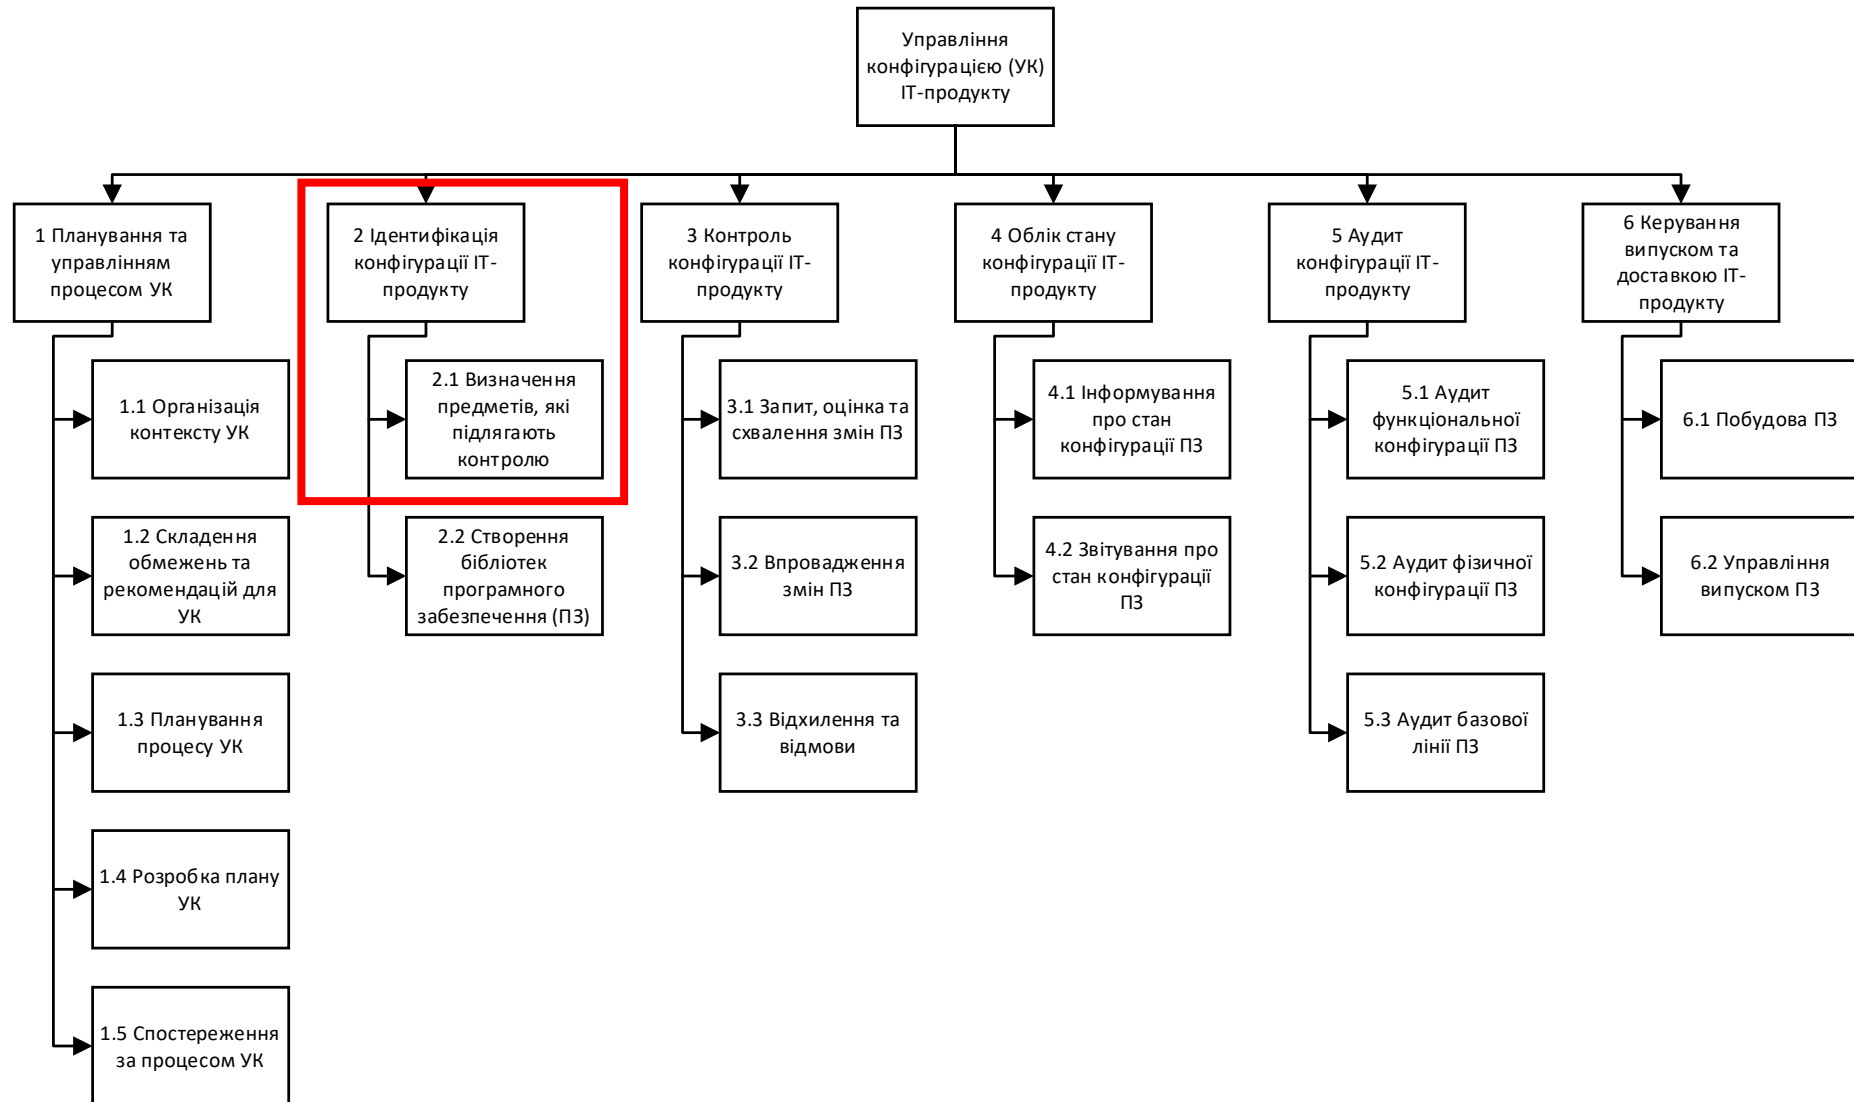 Управління
конфігурацією (УК)
ІТ-продукту
1 Планування та
управлінням
процесом УК
2 Ідентифікація
конфігурації ІТ-
продукту
3 Контроль
конфігурації ІТ-
продукту
4 Облік стану
конфігурації ІТ-
продукту
5 Аудит
конфігурації ІТ-
продукту
6 Керування
випуском та
доставкою ІТ-
продукту
1.1 Організація
контексту УК
1.2 Складення
обмежень та
рекомендацій для
УК
1.3 Планування
процесу УК
1.4 Розробка плану
УК
1.5 Спостереження
за процесом УК
2.1 Визначення
предметів, які
підлягають
контролю
2.2 Створення
бібліотек
програмного
забезпечення (ПЗ)
3.1 Запит, оцінка та
схвалення змін ПЗ
3.2 Впровадження
змін ПЗ
3.3 Відхилення та
відмови
4.1 Інформування
про стан
конфігурації ПЗ
4.2 Звітування про
стан конфігурації
ПЗ
5.1 Аудит
функціональної
конфігурації ПЗ
5.2 Аудит фізичної
конфігурації ПЗ
5.3 Аудит базової
лінії ПЗ
6.1 Побудова ПЗ
6.2 Управління
випуском ПЗ